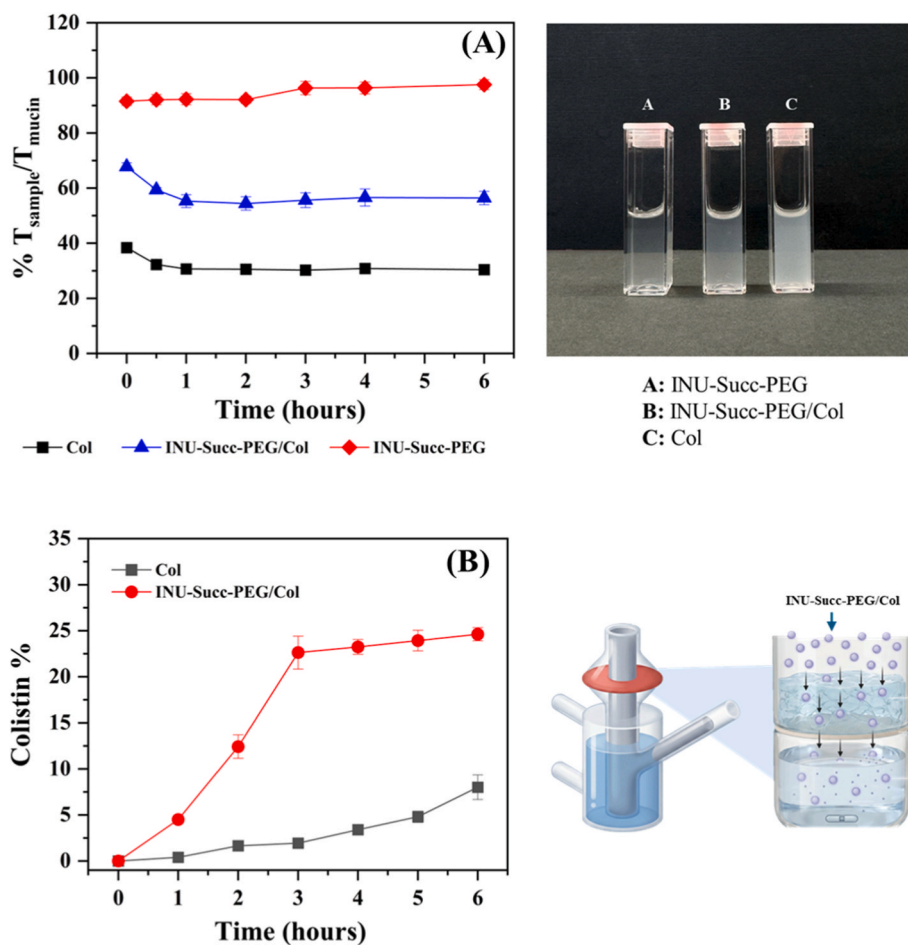 (A)
120
100
80
60
40
20
0
% T_sample/T_mucin
0 1 2 3 4 5 6
Time (hours)
Col INU-Succ-PEG/Col INU-Succ-PEG
A B C
A: INU-Succ-PEG
B: INU-Succ-PEG/Col
C: Col
(B)
35
30
25
20
15
10
5
0
Colistin %
Col
INU-Succ-PEG/Col
0 1 2 3 4 5 6
Time (hours)
INU-Succ-PEG/Col